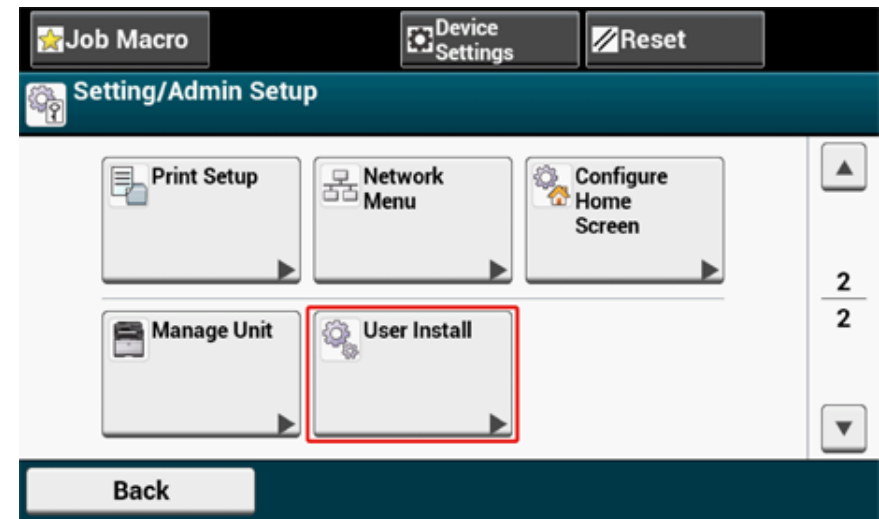 Job Macro
Device
Settings
Reset
Setting/Admin Setup
Print Setup
Network
Menu
Configure
Home
Screen
2
2
Manage Unit
User Install
Back